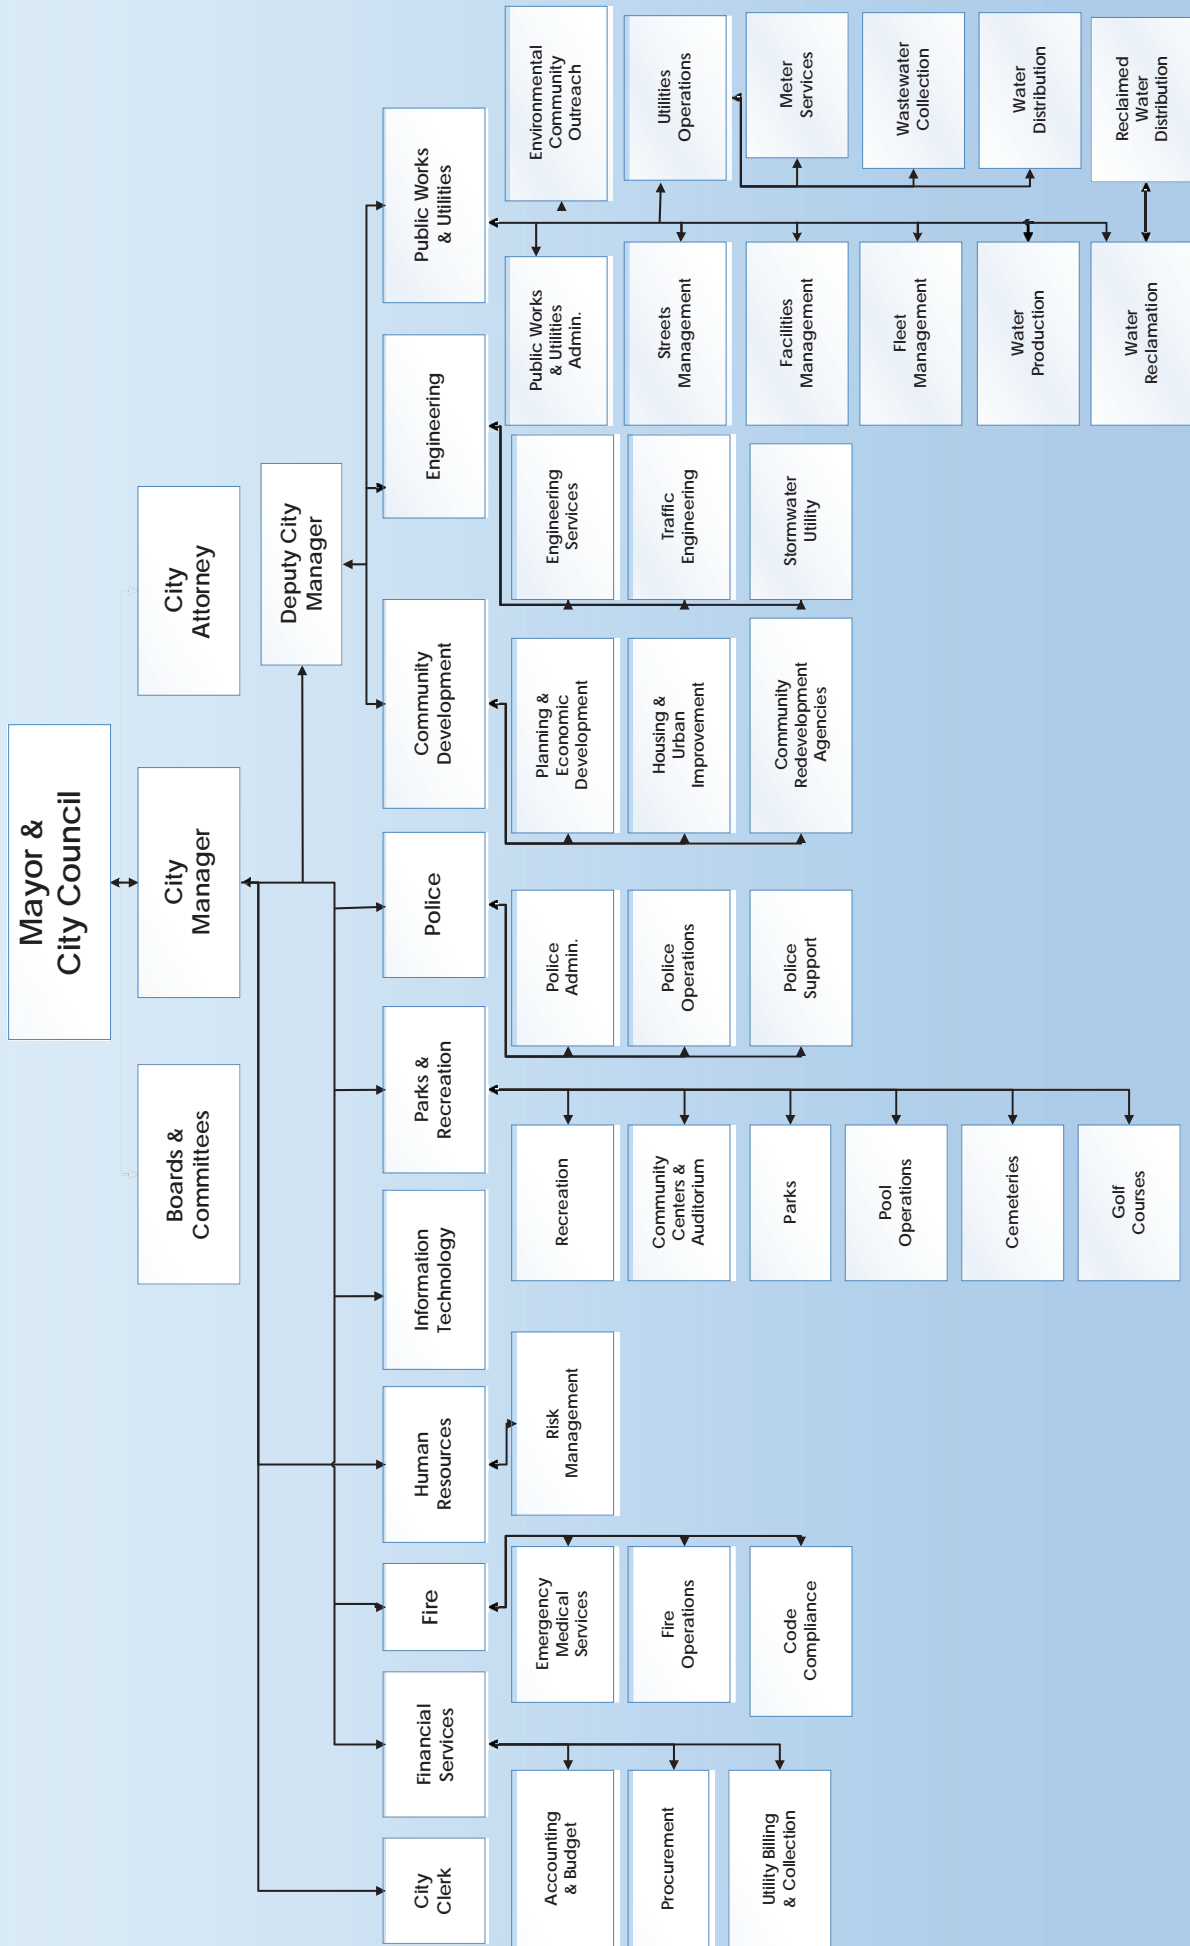 Mayor &
City Council
Boards &
Committees
City
Manager
City
Attorney
Deputy City
Manager
City
Clerk
Financial
Services
Fire
Human
Resources
Information
Technology
Parks &
Recreation
Police
Community
Development
Engineering
Public Works
& Utilities
Accounting
& Budget
Procurement
Utility Billing
& Collection
Emergency
Medical
Services
Fire
Operations
Code
Compliance
Risk
Management
Recreation
Community
Centers &
Auditorium
Parks
Pool
Operations
Cemeteries
Golf
Courses
Police
Admin.
Police
Operations
Police
Support
Planning &
Economic
Development
Housing &
Urban
Improvement
Community
Redevelopment
Agencies
Engineering
Services
Traffic
Engineering
Stormwater
Utility
Public Works
& Utilities
Admin.
Streets
Management
Facilities
Management
Fleet
Management
Water
Production
Water
Reclamation
Environmental
Community
Outreach
Utilities
Operations
Meter
Services
Wastewater
Collection
Water
Distribution
Reclaimed
Water
Distribution